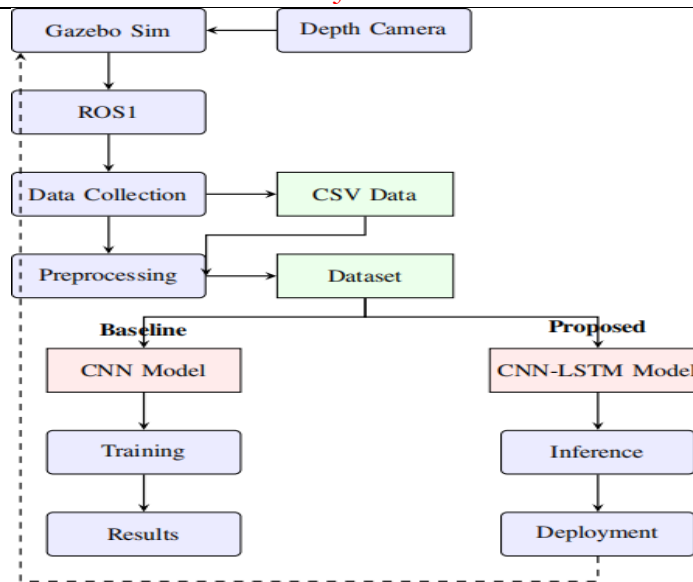 Gazebo Sim
Depth Camera
ROS1
Data Collection
CSV Data
Preprocessing
Dataset
Baseline
Proposed
CNN Model
CNN-LSTM Model
Training
Inference
Results
Deployment